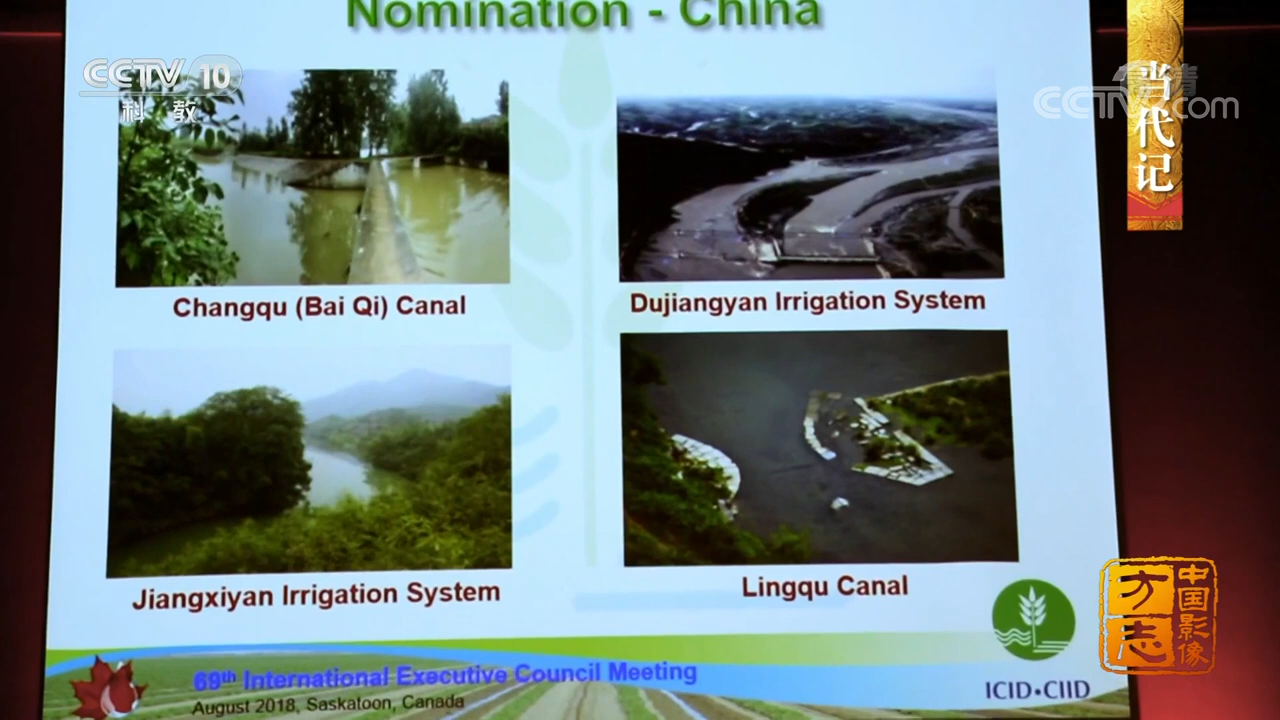 Nomination - China
CCTV 10
科 教
当代记
CCTV.com
Changqu (Bai Qi) Canal
Dujiangyan Irrigation System
Jiangxiyan Irrigation System
Lingqu Canal
中国影像
方志
69th International Executive Council Meeting
August 2018, Saskatoon, Canada
ICID•CIID